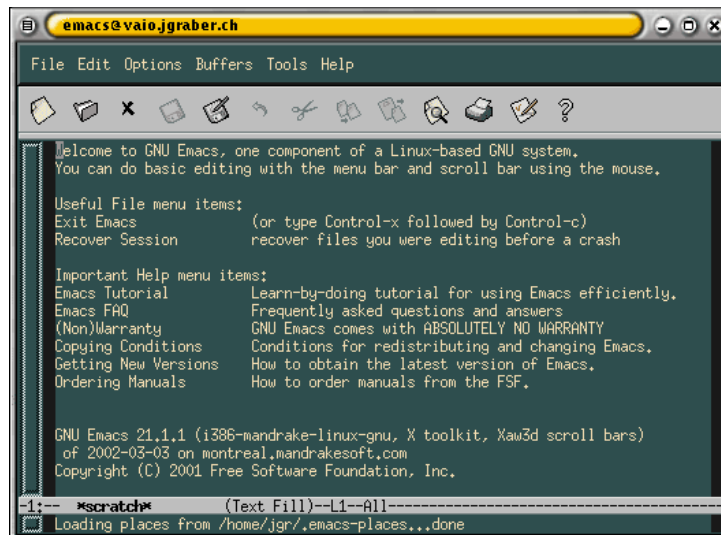 emacs@vaio.jgraber.ch
File Edit Options Buffers Tools Help
Welcome to GNU Emacs, one component of a Linux-based GNU system.
You can do basic editing with the menu bar and scroll bar using the mouse.
Useful File menu items:
Exit Emacs (or type Control-x followed by Control-c)
Recover Session recover files you were editing before a crash
Important Help menu items:
Emacs Tutorial Learn-by-doing tutorial for using Emacs efficiently.
Emacs FAQ Frequently asked questions and answers
(Non)Warranty GNU Emacs comes with ABSOLUTELY NO WARRANTY
Copying Conditions Conditions for redistributing and changing Emacs.
Getting New Versions How to obtain the latest version of Emacs.
Ordering Manuals How to order manuals from the FSF.
GNU Emacs 21.1.1 (i386-mandrake-linux-gnu, X toolkit, Xaw3d scroll bars)
of 2002-03-03 on montreal.mandrakesoft.com
Copyright (C) 2001 Free Software Foundation, Inc.
-1:-- *scratch* (Text Fill)--L1--All--------------------------------------
Loading places from /home/jgr/.emacs-places...done